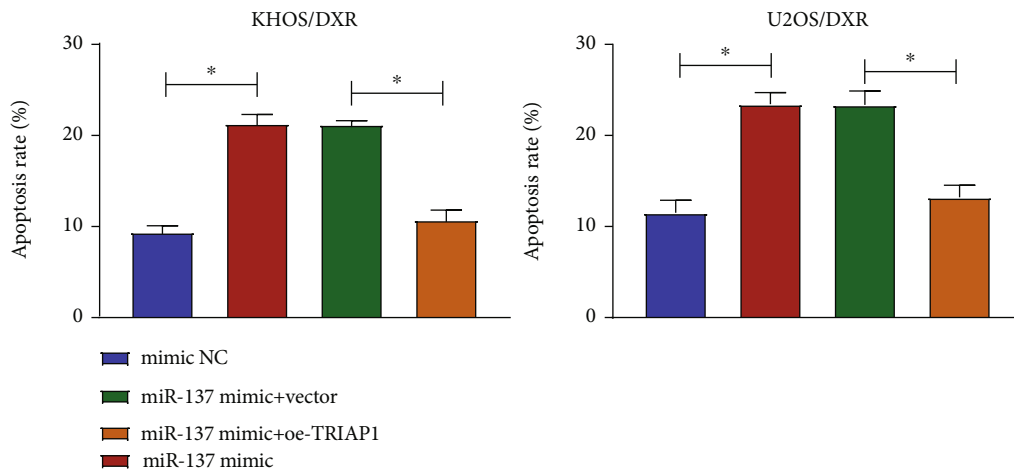 KHOS/DXR
30
20
10
0
Apoptosis rate (%)
*
*
U2OS/DXR
30
20
10
0
Apoptosis rate (%)
*
*
mimic NC
miR-137 mimic+vector
miR-137 mimic+oe-TRIAP1
miR-137 mimic